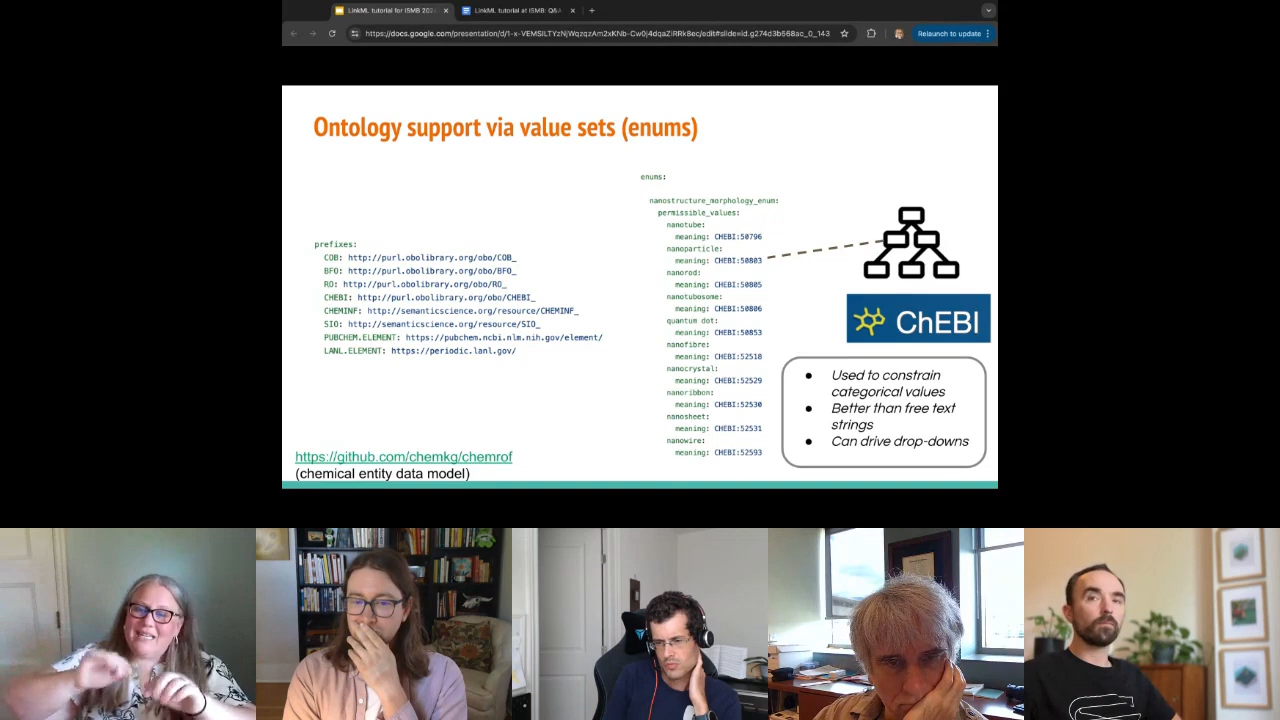 LinkML tutorial for ISMB 202
LinkML tutorial at ISMB: Q&A
https://docs.google.com/presentation/d/1-x-VEMSILTYzNjWqzqzAm2xKNb-Cw0j4dqaZiRRk8ec/edit#slide=id.g274d3b568ac_0_143
Relaunch to update
Ontology support via value sets (enums)
prefixes:
COB: http://purl.obolibrary.org/obo/COB_
BFO: http://purl.obolibrary.org/obo/BFO_
RO: http://purl.obolibrary.org/obo/RO_
CHEBI: http://purl.obolibrary.org/obo/CHEBI_
CHEMINF: http://semanticscience.org/resource/CHEMINF_
SIO: http://semanticscience.org/resource/SIO_
PUBCHEM.ELEMENT: https://pubchem.ncbi.nlm.nih.gov/element/
LANL.ELEMENT: https://periodic.lanl.gov/
https://github.com/chemkg/chemrof
(chemical entity data model)
enums:
nanostructure_morphology_enum:
permissible_values:
nanotube:
meaning: CHEBI:50796
nanoparticle:
meaning: CHEBI:50803
nanorod:
meaning: CHEBI:50805
nanotubosome:
meaning: CHEBI:50806
quantum dot:
meaning: CHEBI:50853
nanofibre:
meaning: CHEBI:52518
nanocrystal:
meaning: CHEBI:52529
nanoribbon:
meaning: CHEBI:52530
nanosheet:
meaning: CHEBI:52531
nanowire:
meaning: CHEBI:52593
ChEBI
● Used to constrain
categorical values
● Better than free text
strings
● Can drive drop-downs